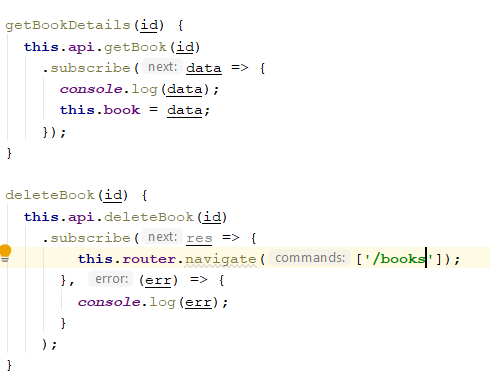 getBookDetails(id) {
  this.api.getBook(id)
    .subscribe( next: data => {
      console.log(data);
      this.book = data;
    });
}

deleteBook(id) {
  this.api.deleteBook(id)
    .subscribe( next: res => {
        this.router.navigate( commands: ['/books']);
      }, error: (err) => {
        console.log(err);
      }
    );
}